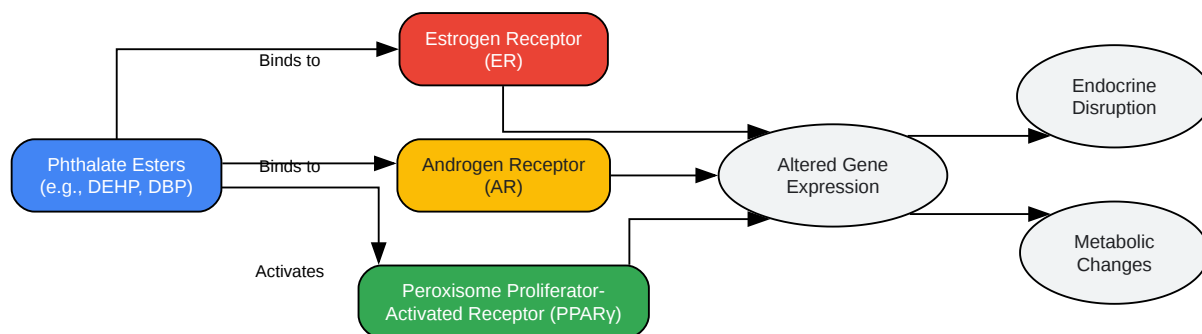 Estrogen Receptor
(ER)
Binds to
Endocrine
Disruption
Phthalate Esters
(e.g., DEHP, DBP)
Binds to
Androgen Receptor
(AR)
Altered Gene
Expression
Activates
Peroxisome Proliferator-
Activated Receptor (PPARγ)
Metabolic
Changes